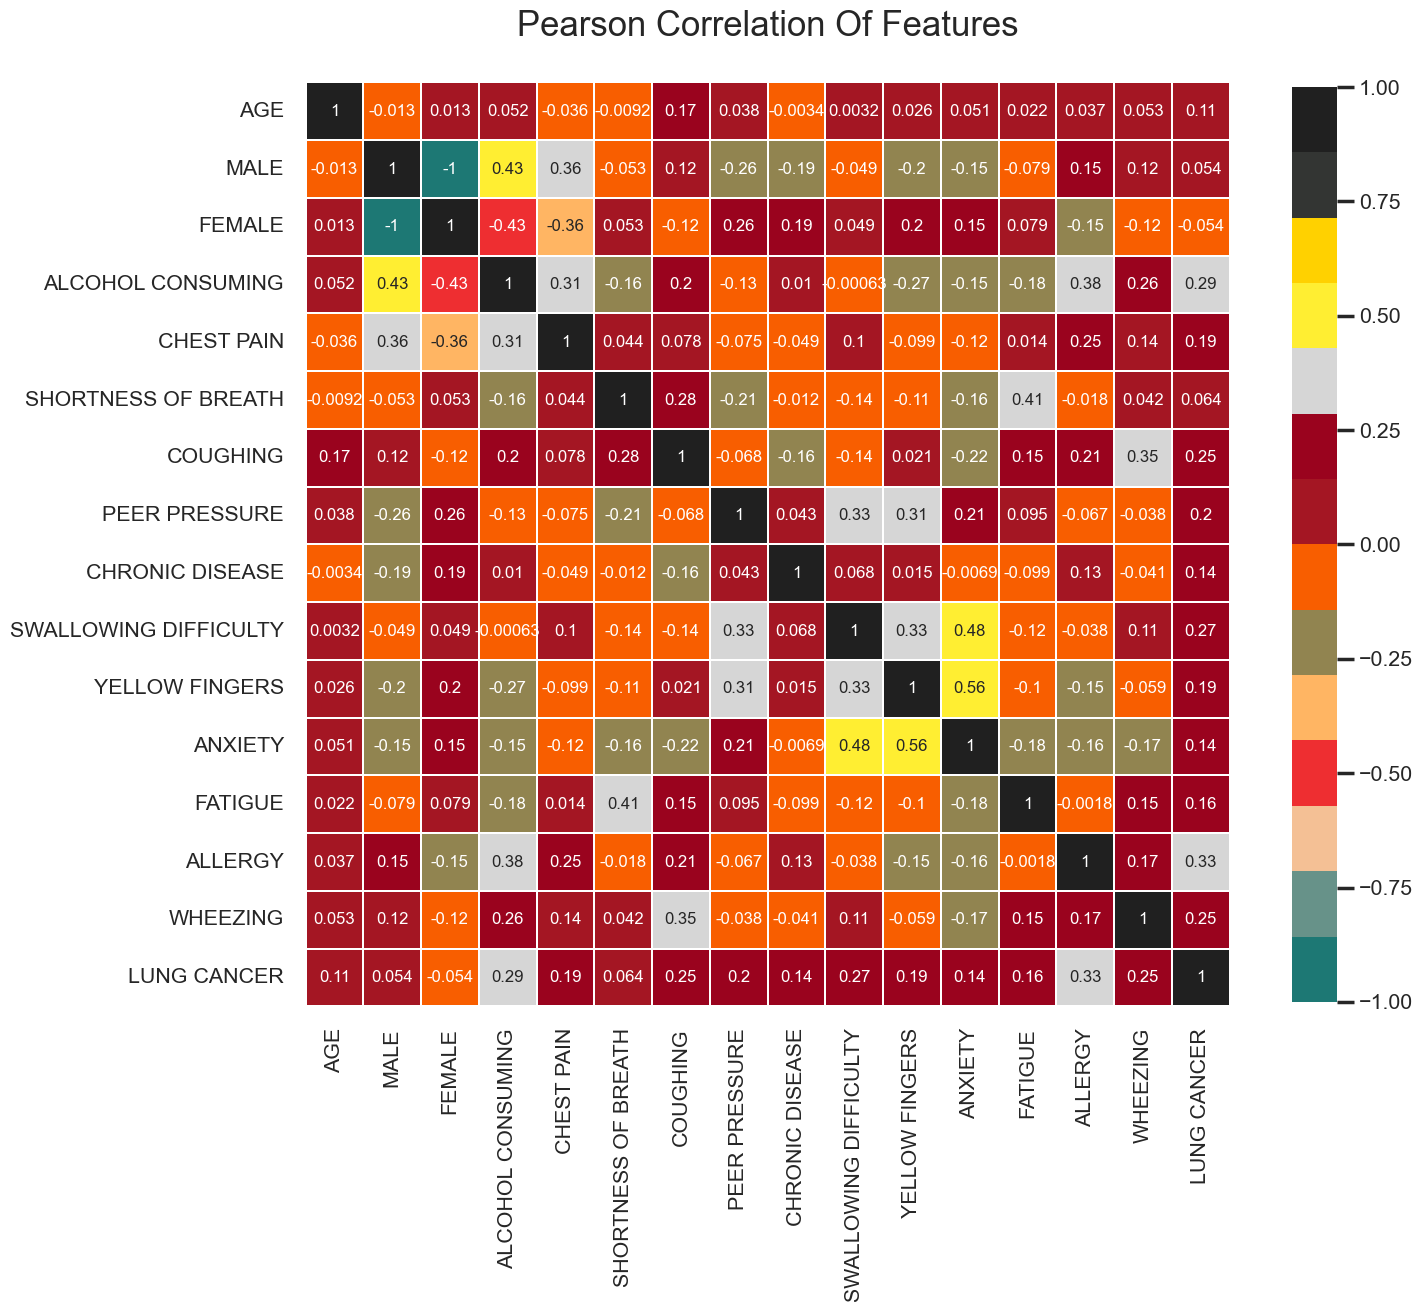 Pearson Correlation Of Features
AGE 1 -0.013 0.013 0.052 -0.036 -0.0092 0.17 0.038 -0.0034 0.0032 0.026 0.051 0.022 0.037 0.053 0.11
MALE -0.013 1 -1 0.43 0.36 -0.053 0.12 -0.26 -0.19 -0.049 -0.2 -0.15 -0.079 0.15 0.12 0.054
FEMALE 0.013 -1 1 -0.43 -0.36 0.053 -0.12 0.26 0.19 0.049 0.2 0.15 0.079 -0.15 -0.12 -0.054
ALCOHOL CONSUMING 0.052 0.43 -0.43 1 0.31 -0.16 0.2 -0.13 0.01 -0.00063 -0.27 -0.15 -0.18 0.38 0.26 0.29
CHEST PAIN -0.036 0.36 -0.36 0.31 1 0.044 0.078 -0.075 -0.049 0.1 -0.099 -0.12 0.014 0.25 0.14 0.19
SHORTNESS OF BREATH -0.0092 -0.053 0.053 -0.16 0.044 1 0.28 -0.21 -0.012 -0.14 -0.11 -0.16 0.41 -0.018 0.042 0.064
COUGHING 0.17 0.12 -0.12 0.2 0.078 0.28 1 -0.068 -0.16 -0.14 0.021 -0.22 0.15 0.21 0.35 0.25
PEER PRESSURE 0.038 -0.26 0.26 -0.13 -0.075 -0.21 -0.068 1 0.043 0.33 0.31 0.21 0.095 -0.067 -0.038 0.2
CHRONIC DISEASE -0.0034 -0.19 0.19 0.01 -0.049 -0.012 -0.16 0.043 1 0.068 0.015 -0.0069 -0.099 0.13 -0.041 0.14
SWALLOWING DIFFICULTY 0.0032 -0.049 0.049 -0.00063 0.1 -0.14 -0.14 0.33 0.068 1 0.33 0.48 -0.12 -0.038 0.11 0.27
YELLOW FINGERS 0.026 -0.2 0.2 -0.27 -0.099 -0.11 0.021 0.31 0.015 0.33 1 0.56 -0.1 -0.15 -0.059 0.19
ANXIETY 0.051 -0.15 0.15 -0.15 -0.12 -0.16 -0.22 0.21 -0.0069 0.48 0.56 1 -0.18 -0.16 -0.17 0.14
FATIGUE 0.022 -0.079 0.079 -0.18 0.014 0.41 0.15 0.095 -0.099 -0.12 -0.1 -0.18 1 -0.0018 0.15 0.16
ALLERGY 0.037 0.15 -0.15 0.38 0.25 -0.018 0.21 -0.067 0.13 -0.038 -0.15 -0.16 -0.0018 1 0.17 0.33
WHEEZING 0.053 0.12 -0.12 0.26 0.14 0.042 0.35 -0.038 -0.041 0.11 -0.059 -0.17 0.15 0.17 1 0.25
LUNG CANCER 0.11 0.054 -0.054 0.29 0.19 0.064 0.25 0.2 0.14 0.27 0.19 0.14 0.16 0.33 0.25 1
AGE
MALE
FEMALE
ALCOHOL CONSUMING
CHEST PAIN
SHORTNESS OF BREATH
COUGHING
PEER PRESSURE
CHRONIC DISEASE
SWALLOWING DIFFICULTY
YELLOW FINGERS
ANXIETY
FATIGUE
ALLERGY
WHEEZING
LUNG CANCER
1.00
0.75
0.50
0.25
0.00
−0.25
−0.50
−0.75
−1.00